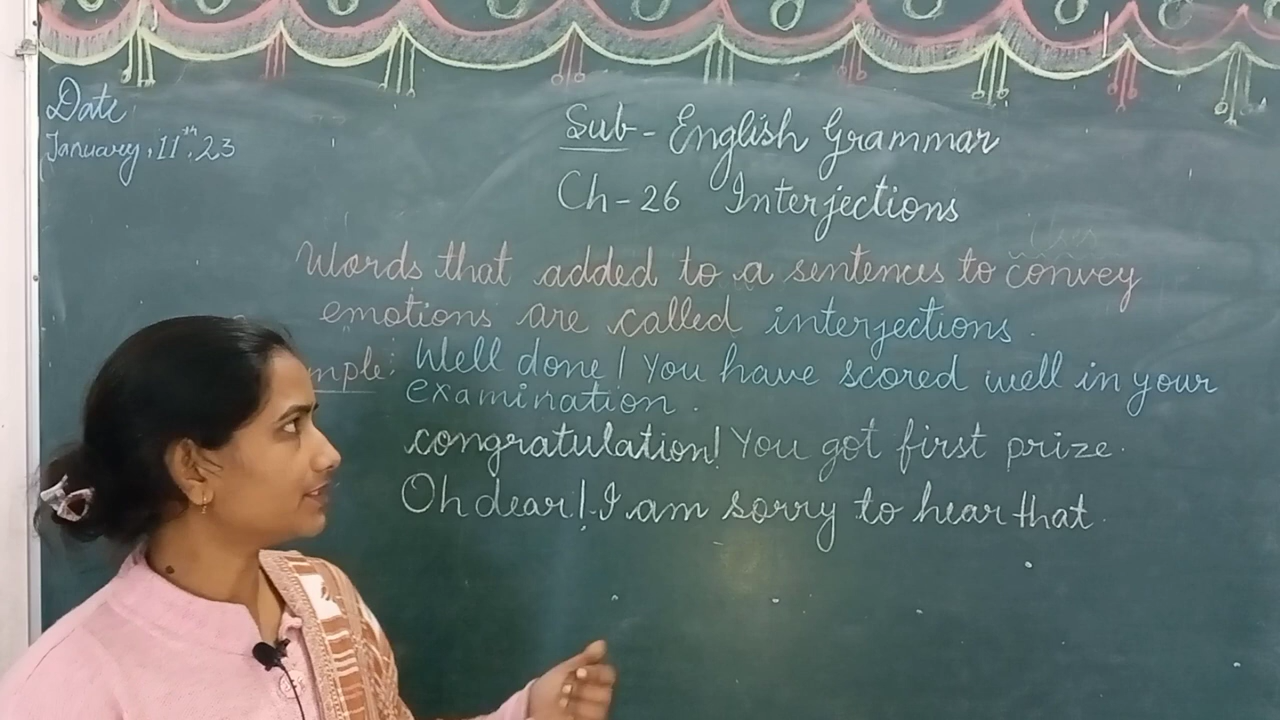 Date
January, 11th, 23
Sub - English Grammar
Ch - 26 Interjections
Words that added to a sentences to convey
emotions are called interjections.
mple: Well done! You have scored well in your
examination.
congratulation! You got first prize.
Oh dear! I am sorry to hear that.